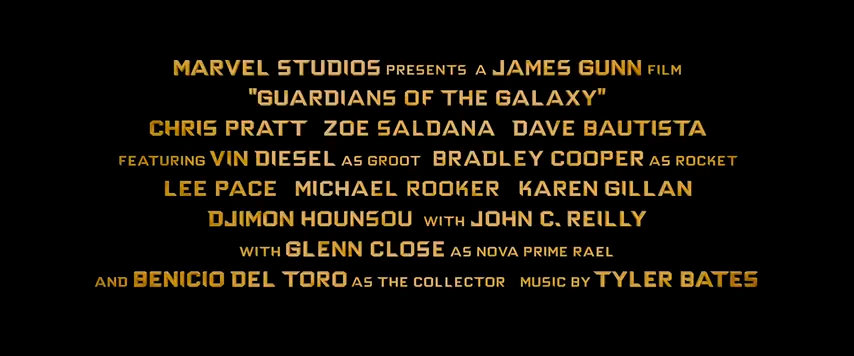 MARVEL STUDIOS PRESENTS A JAMES GUNN FILM
"GUARDIANS OF THE GALAXY"
CHRIS PRATT ZOE SALDANA DAVE BAUTISTA
FEATURING VIN DIESEL AS GROOT BRADLEY COOPER AS ROCKET
LEE PACE MICHAEL ROOKER KAREN GILLAN
DJIMON HOUNSOU WITH JOHN C. REILLY
WITH GLENN CLOSE AS NOVA PRIME RAEL
AND BENICIO DEL TORO AS THE COLLECTOR MUSIC BY TYLER BATES